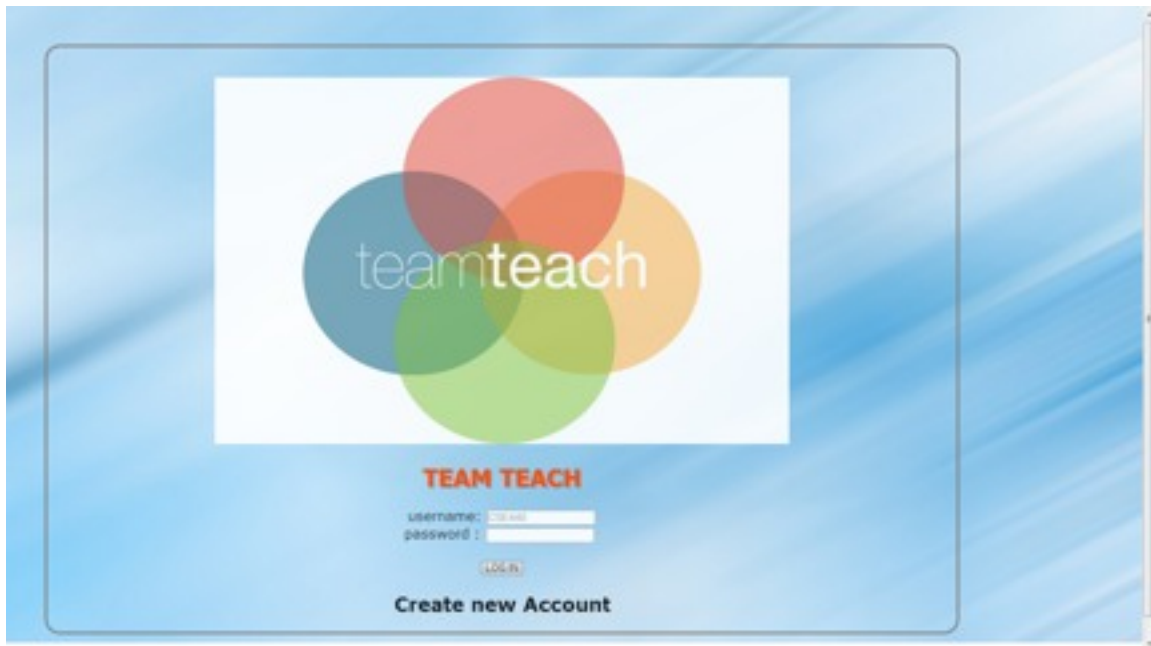 teamteach
TEAM TEACH
username:
password :
LOG IN
Create new Account